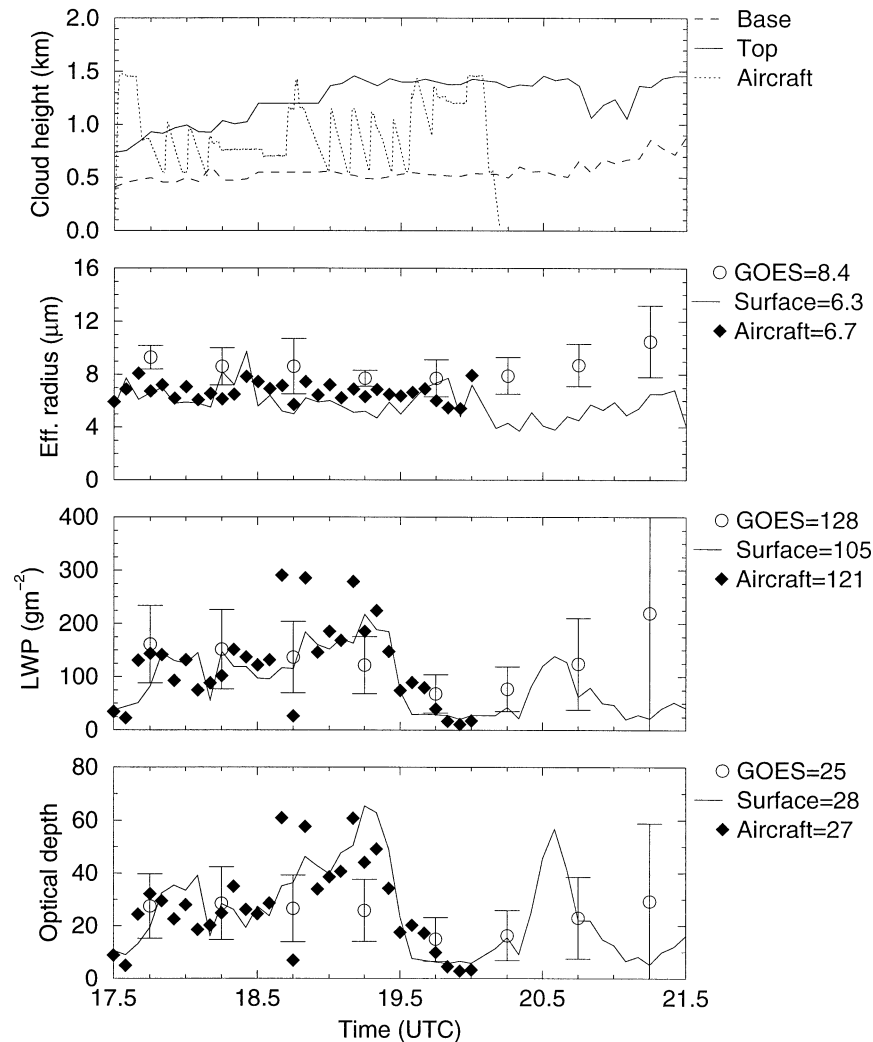 Cloud height (km)
2.0
1.5
1.0
0.5
0.0
Base
Top
Aircraft
Eff. radius (μm)
16
12
8
4
0
GOES=8.4
Surface=6.3
Aircraft=6.7
LWP (gm⁻²)
400
300
200
100
0
GOES=128
Surface=105
Aircraft=121
Optical depth
80
60
40
20
0
GOES=25
Surface=28
Aircraft=27
17.5 18.5 19.5 20.5 21.5
Time (UTC)